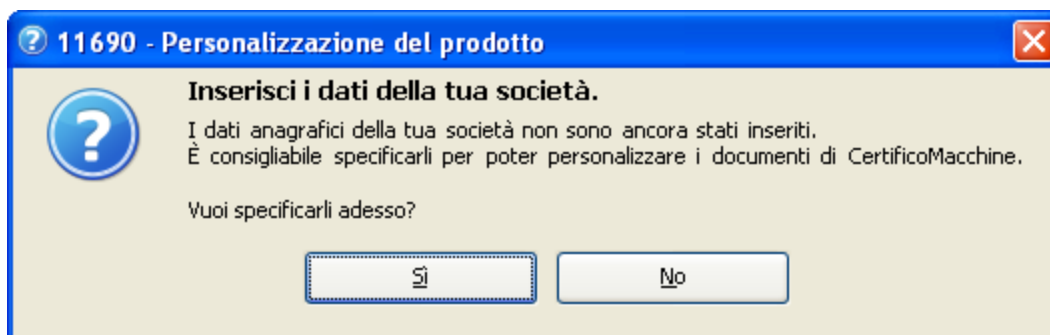 11690 - Personalizzazione del prodotto
Inserisci i dati della tua società.
I dati anagrafici della tua società non sono ancora stati inseriti.
È consigliabile specificarli per poter personalizzare i documenti di CertificoMacchine.
Vuoi specificarli adesso?
Sì
No